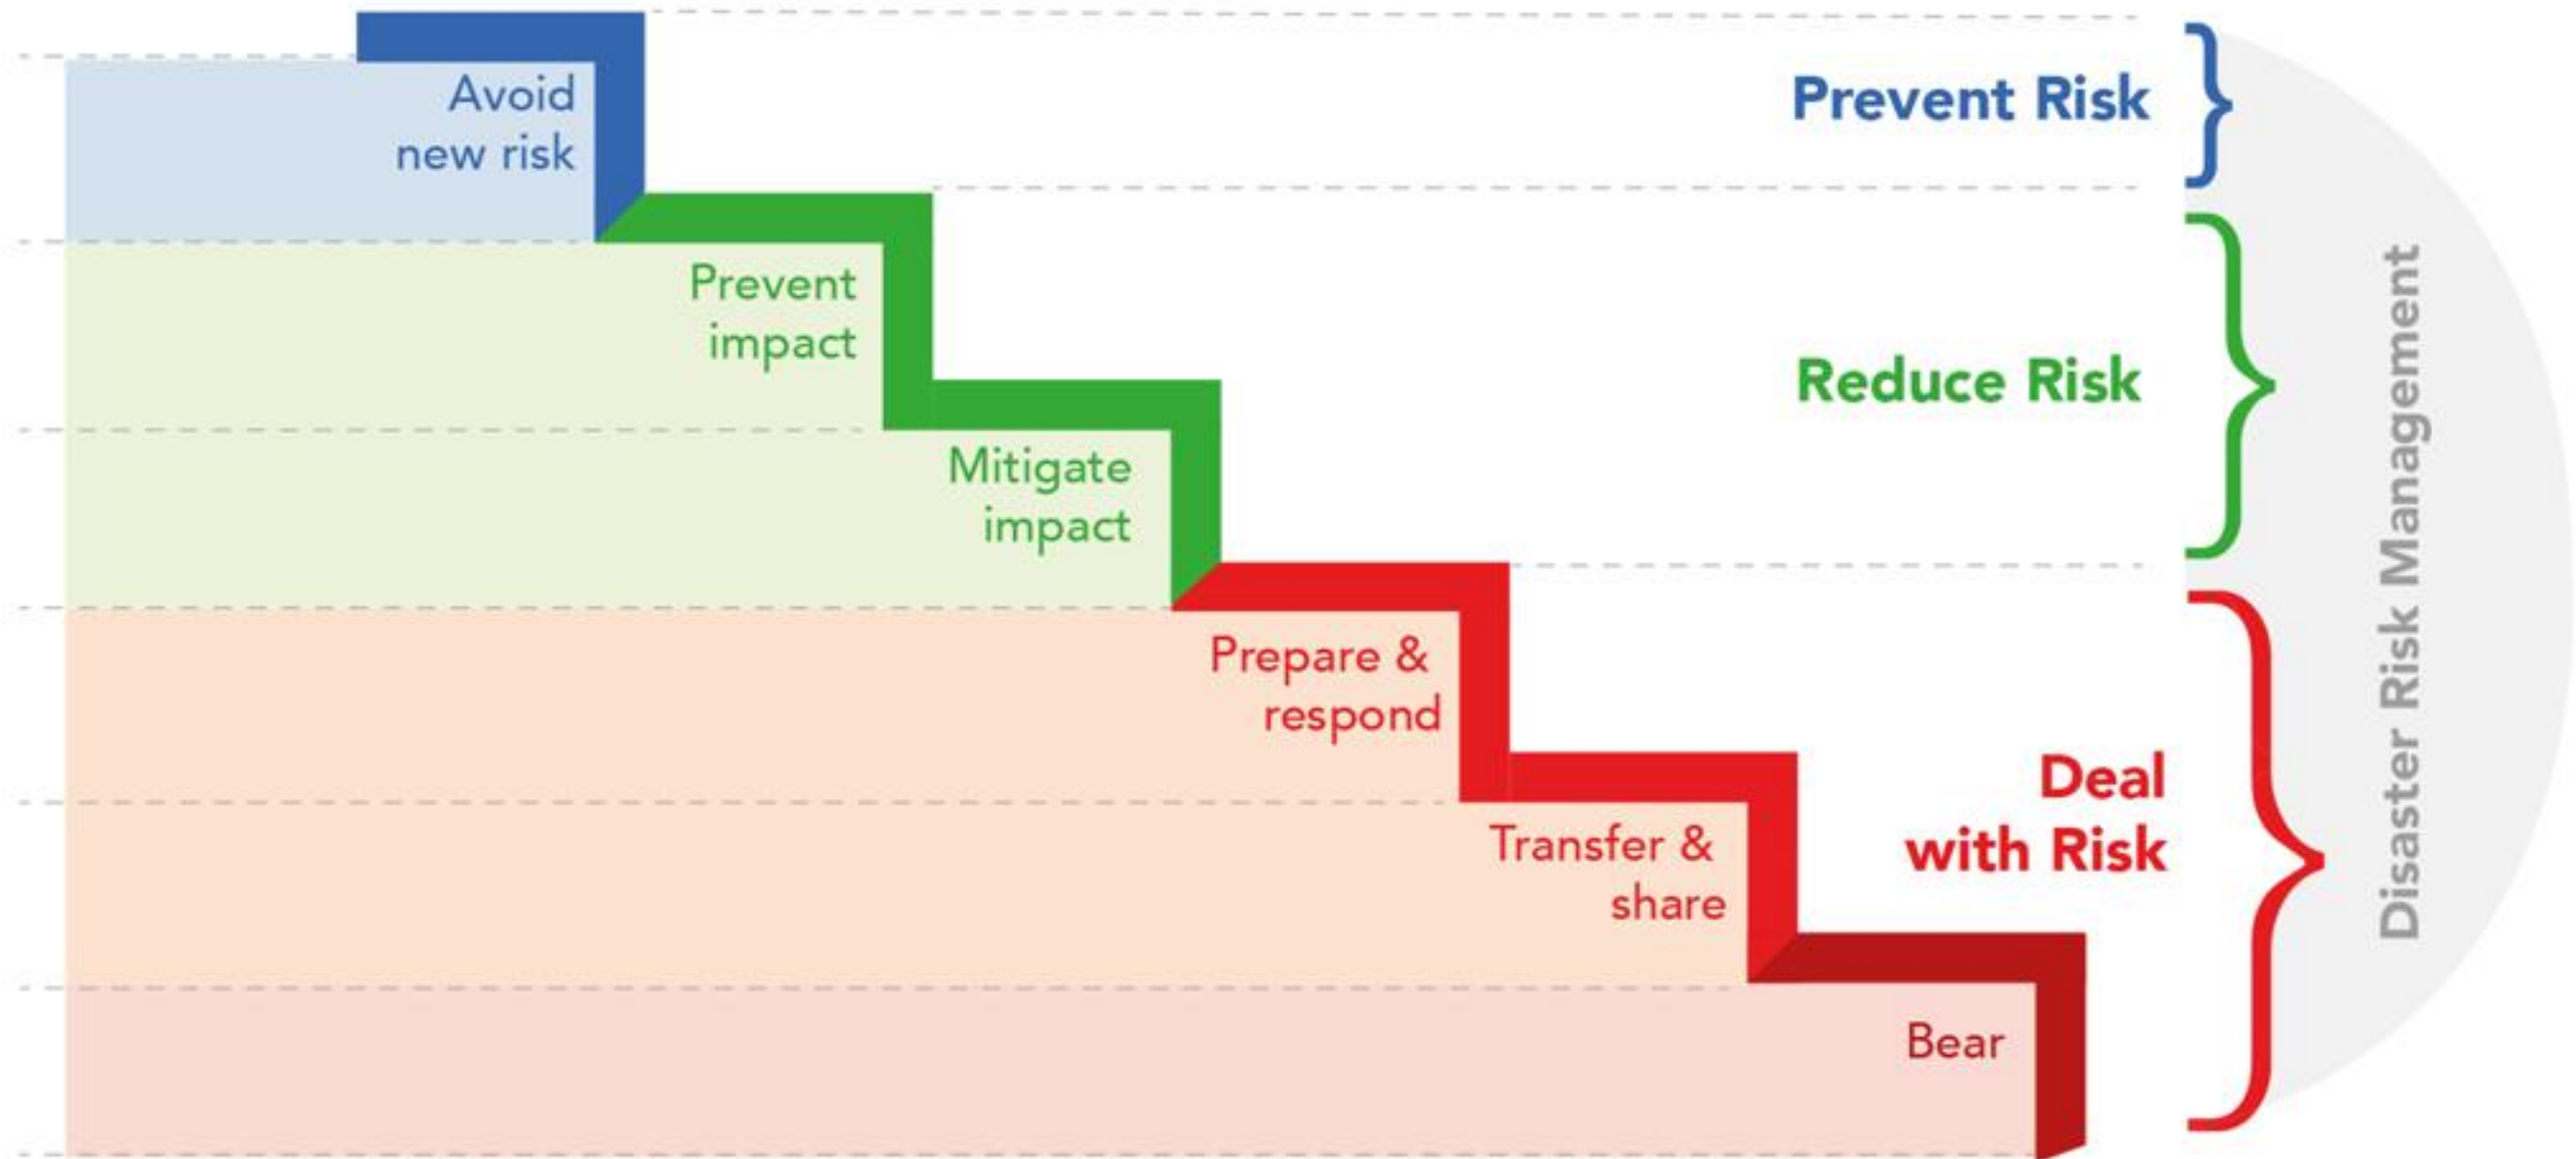 Avoid
new risk
Prevent Risk
Prevent
impact
Reduce Risk
Mitigate
impact
Prepare &
respond
Deal
with Risk
Transfer &
share
Bear
Disaster Risk Management